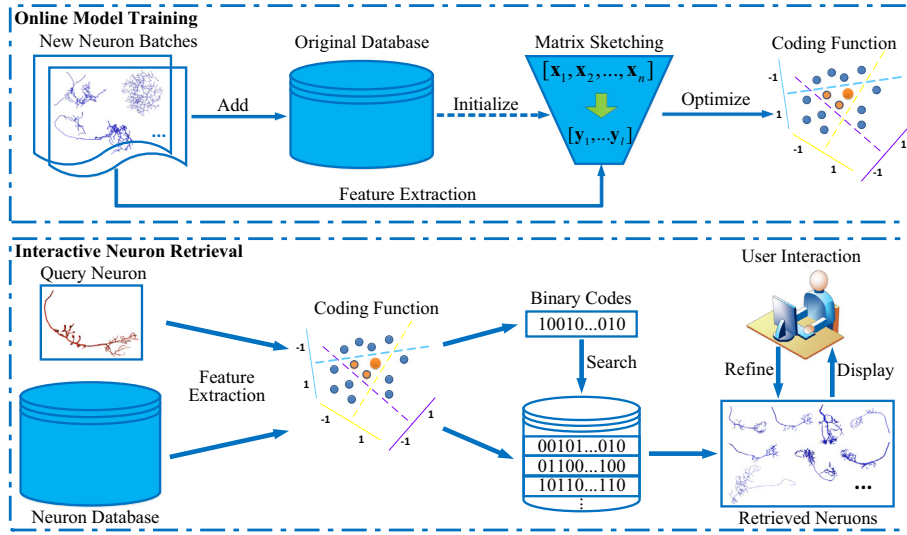 Online Model Training
New Neuron Batches
Original Database
Matrix Sketching
Coding Function
...
Add
Initialize
[x₁, x₂,..., xₙ]
[y₁,...yₗ]
Optimize
-1
1
-1
1
-1
1
Feature Extraction
Interactive Neuron Retrieval
Query Neuron
Coding Function
Binary Codes
User Interaction
10010...010
-1
1
-1
1
-1
1
Feature
Extraction
Search
Refine
Display
00101...010
01100...100
10110...110
⋮
...
Neuron Database
Retrieved Neruons